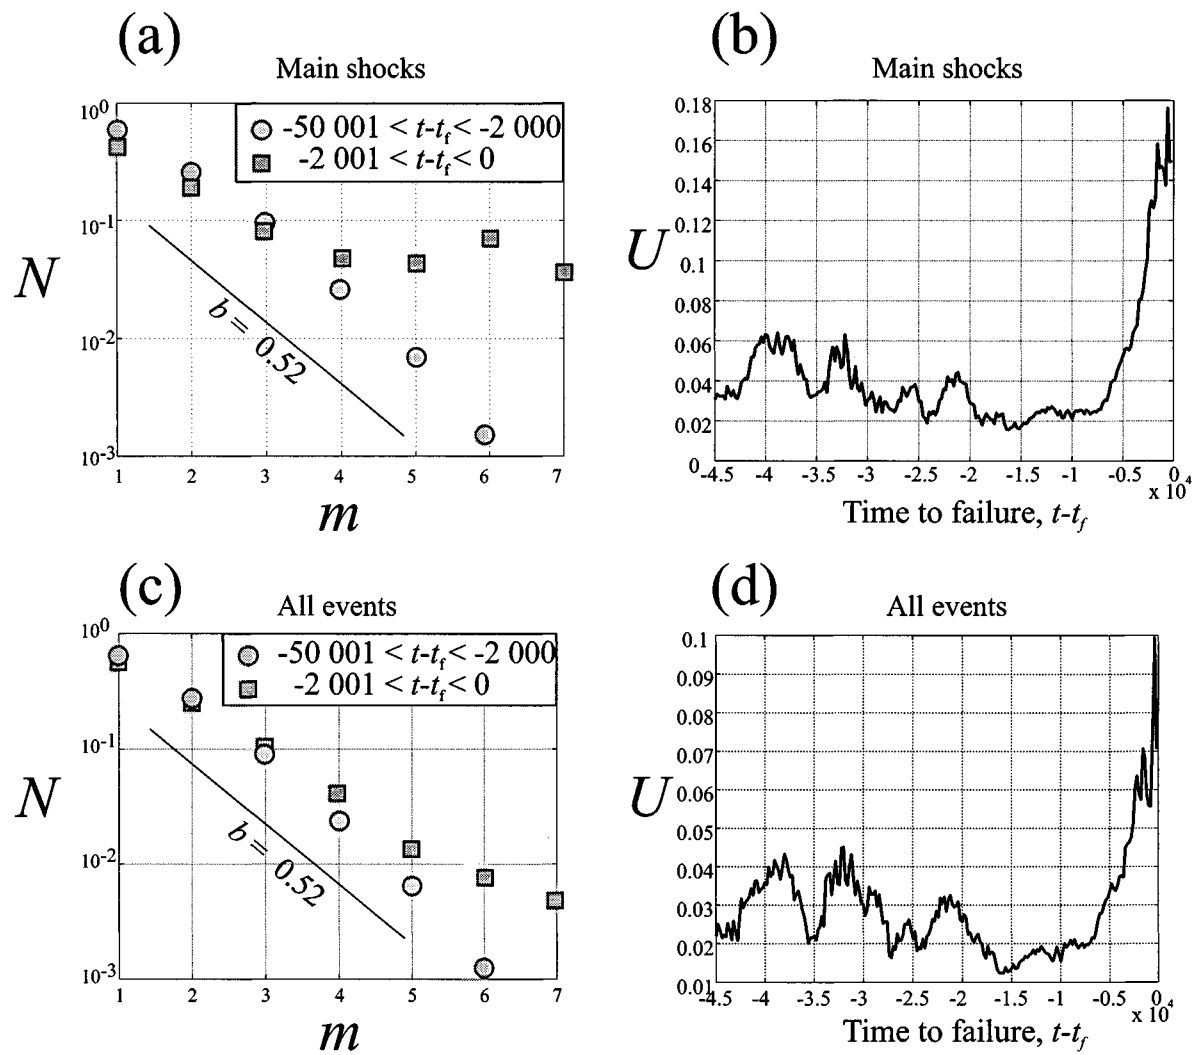 (a)
Main shocks
-50 001 < t-tf < -2 000
-2 001 < t-tf < 0
10^0
10^-1
10^-2
10^-3
N
b = 0.52
1 2 3 4 5 6 7
m
(b)
Main shocks
0.18
0.16
0.14
0.12
0.1
0.08
0.06
0.04
0.02
0
U
-4.5 -4 -3.5 -3 -2.5 -2 -1.5 -1 -0.5 0
x 10^4
Time to failure, t-tf
(c)
All events
-50 001 < t-tf < -2 000
-2 001 < t-tf < 0
10^0
10^-1
10^-2
10^-3
N
b = 0.52
1 2 3 4 5 6 7
m
(d)
All events
0.1
0.09
0.08
0.07
0.06
0.05
0.04
0.03
0.02
0.01
U
-4.5 -4 -3.5 -3 -2.5 -2 -1.5 -1 -0.5 0
x 10^4
Time to failure, t-tf